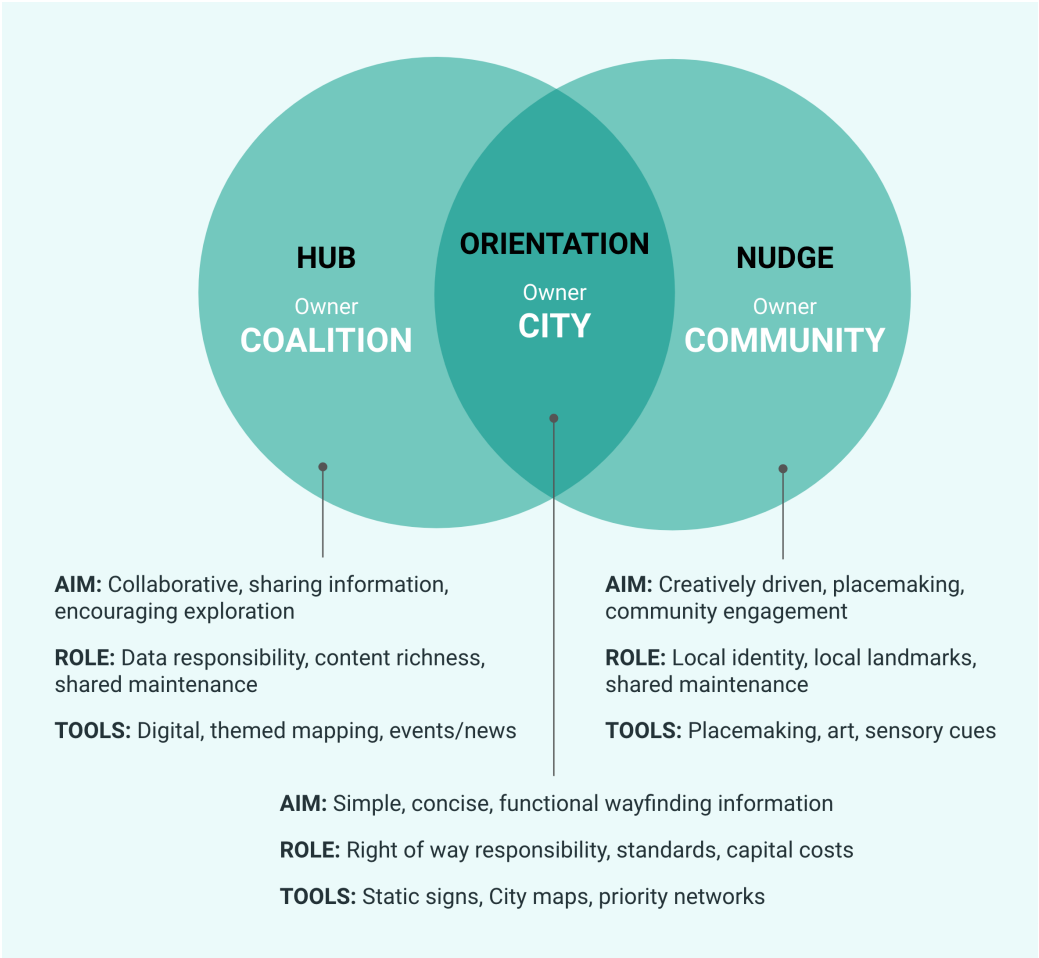 HUB
Owner
COALITION
ORIENTATION
Owner
CITY
NUDGE
Owner
COMMUNITY
AIM: Collaborative, sharing information,
encouraging exploration
ROLE: Data responsibility, content richness,
shared maintenance
TOOLS: Digital, themed mapping, events/news
AIM: Creatively driven, placemaking,
community engagement
ROLE: Local identity, local landmarks,
shared maintenance
TOOLS: Placemaking, art, sensory cues
AIM: Simple, concise, functional wayfinding information
ROLE: Right of way responsibility, standards, capital costs
TOOLS: Static signs, City maps, priority networks